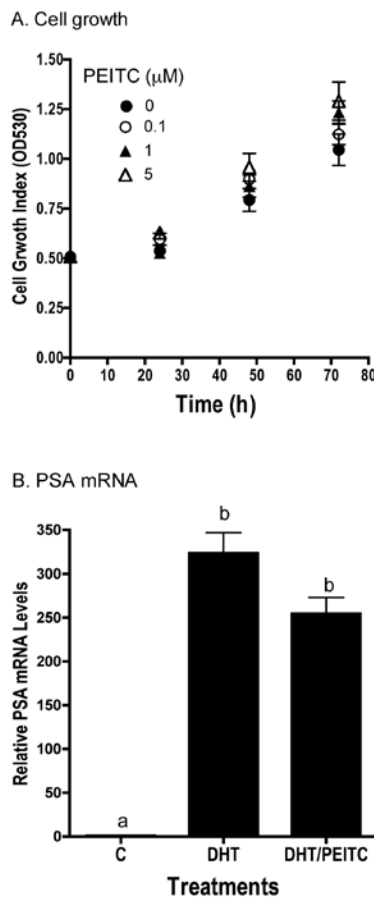 A. Cell growth
PEITC (μM)
0
0.1
1
5
Cell Grwoth Index (OD530)
1.50
1.25
1.00
0.75
0.50
0.25
0.00
0 10 20 30 40 50 60 70 80
Time (h)
B. PSA mRNA
Relative PSA mRNA Levels
350
300
250
200
150
100
50
0
a
b
b
C DHT DHT/PEITC
Treatments